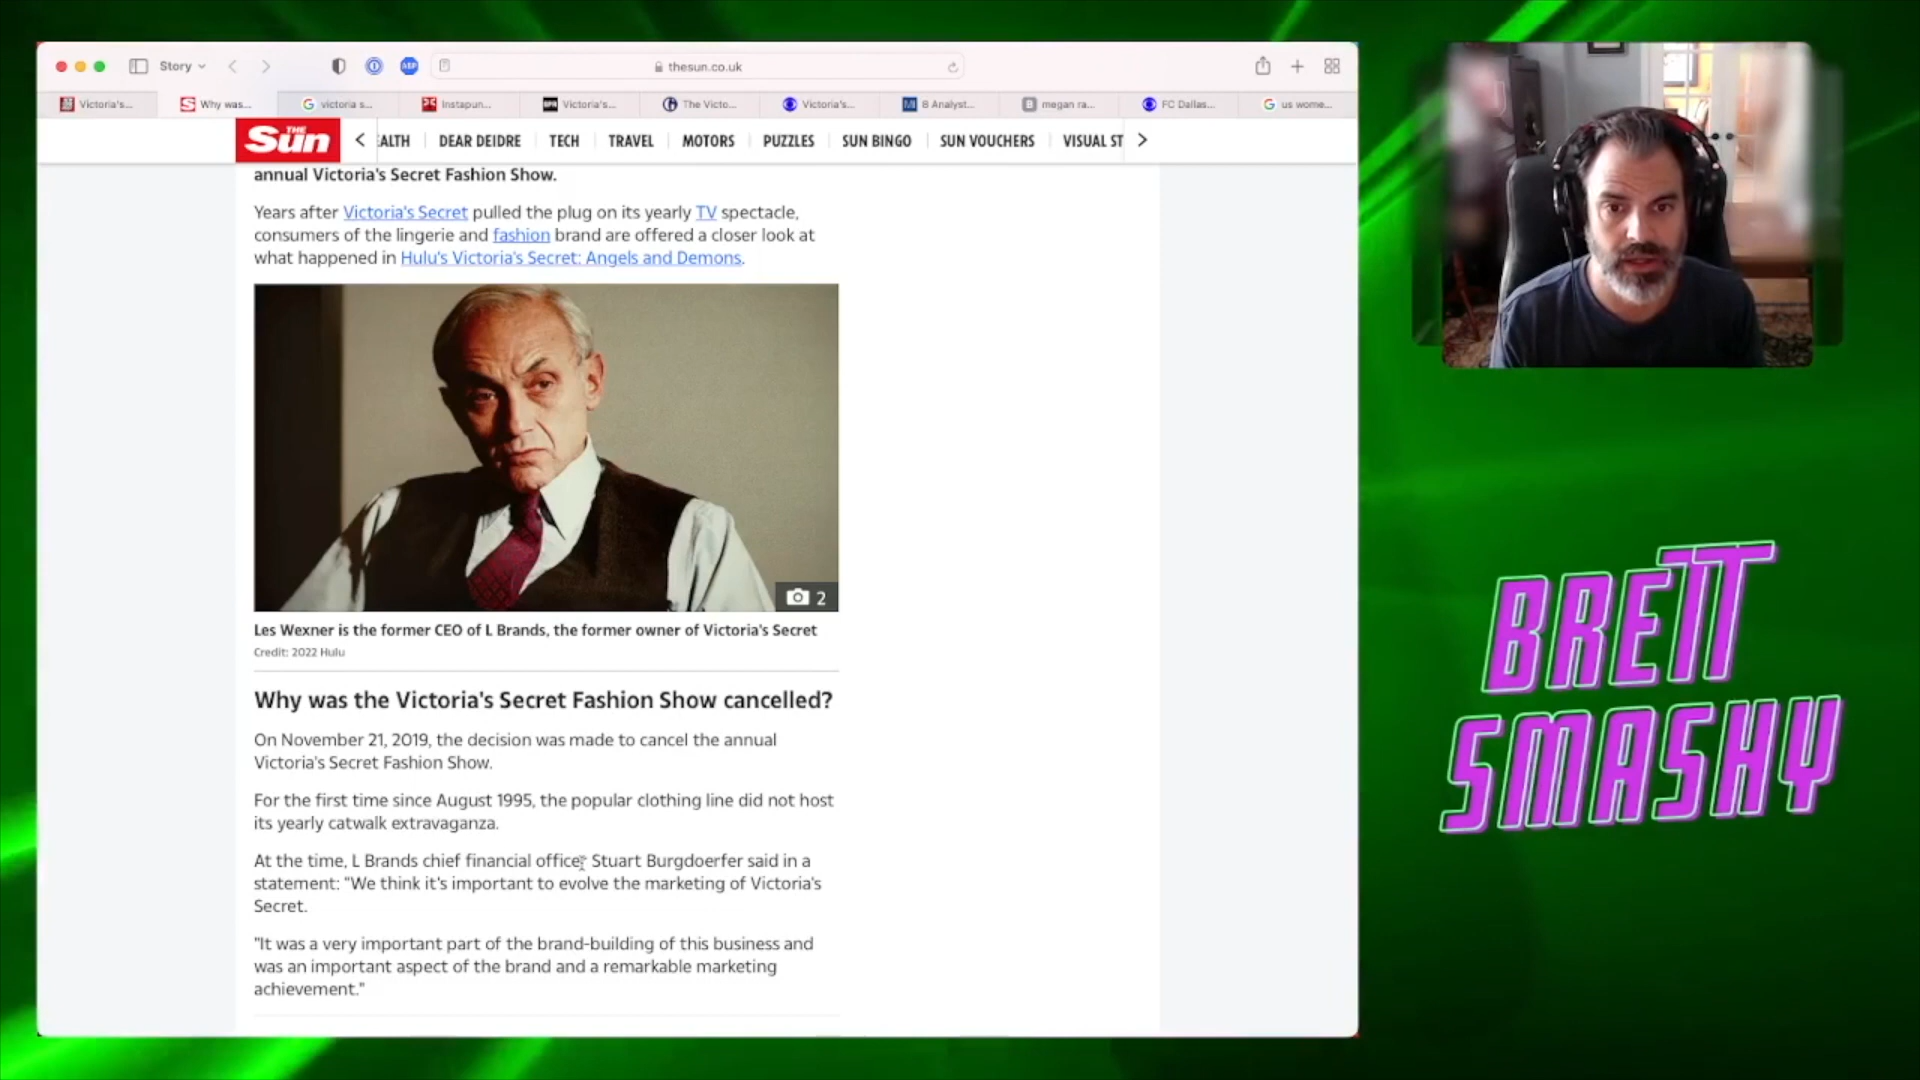 Story
thesun.co.uk
Victoria's...
Why was...
victoria s...
Instapun...
Victoria's...
The Victo...
Victoria's...
8 Analyst...
megan ra...
FC Dallas...
us wome...
THE Sun
EALTH
DEAR DEIDRE
TECH
TRAVEL
MOTORS
PUZZLES
SUN BINGO
SUN VOUCHERS
VISUAL ST
annual Victoria's Secret Fashion Show.
Years after Victoria's Secret pulled the plug on its yearly TV spectacle,
consumers of the lingerie and fashion brand are offered a closer look at
what happened in Hulu's Victoria's Secret: Angels and Demons.
2
Les Wexner is the former CEO of L Brands, the former owner of Victoria's Secret
Credit: 2022 Hulu
Why was the Victoria's Secret Fashion Show cancelled?
On November 21, 2019, the decision was made to cancel the annual
Victoria's Secret Fashion Show.
For the first time since August 1995, the popular clothing line did not host
its yearly catwalk extravaganza.
At the time, L Brands chief financial officer Stuart Burgdoerfer said in a
statement: "We think it's important to evolve the marketing of Victoria's
Secret.
"It was a very important part of the brand-building of this business and
was an important aspect of the brand and a remarkable marketing
achievement."
BRETT
SMASHY